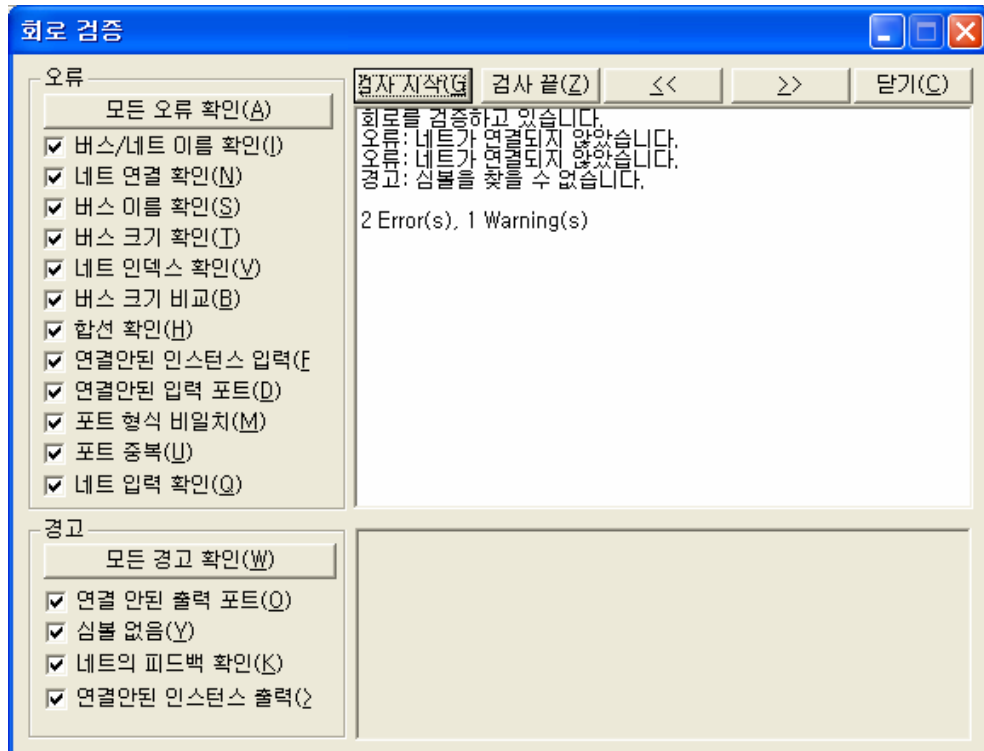 회로 검증
오류
모든 오류 확인(A)
버스/네트 이름 확인(I)
네트 연결 확인(N)
버스 이름 확인(S)
버스 크기 확인(T)
네트 인덱스 확인(V)
버스 크기 비교(B)
합선 확인(H)
연결안된 인스턴스 입력(F
연결안된 입력 포트(D)
포트 형식 비일치(M)
포트 중복(U)
네트 입력 확인(Q)
경고
모든 경고 확인(W)
연결 안된 출력 포트(O)
심볼 없음(Y)
네트의 피드백 확인(K)
연결안된 인스턴스 출력(X
검사 시작(G 검사 끝(Z) << >> 닫기(C)
회로를 검증하고 있습니다.
오류: 네트가 연결되지 않았습니다.
오류: 네트가 연결되지 않았습니다.
경고: 심볼을 찾을 수 없습니다.
2 Error(s), 1 Warning(s)